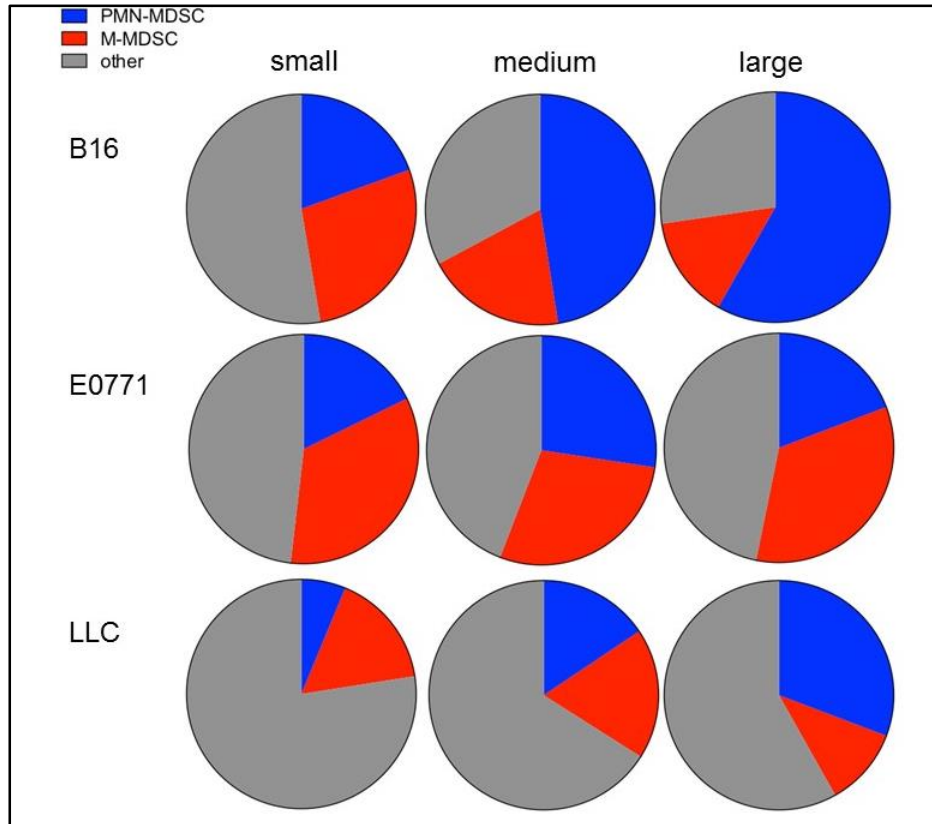 PMN-MDSC
M-MDSC
other
small medium large
B16
E0771
LLC